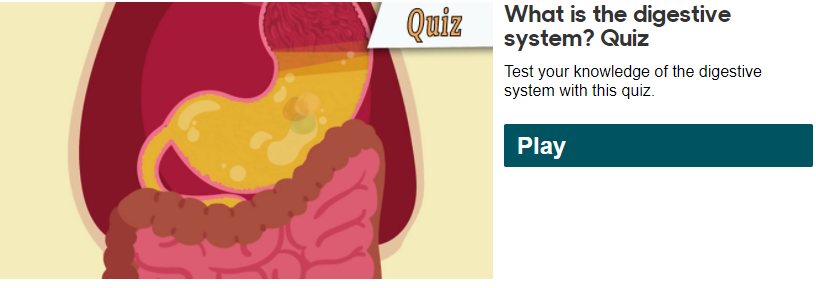 Quiz
What is the digestive
system? Quiz
Test your knowledge of the digestive
system with this quiz.
Play